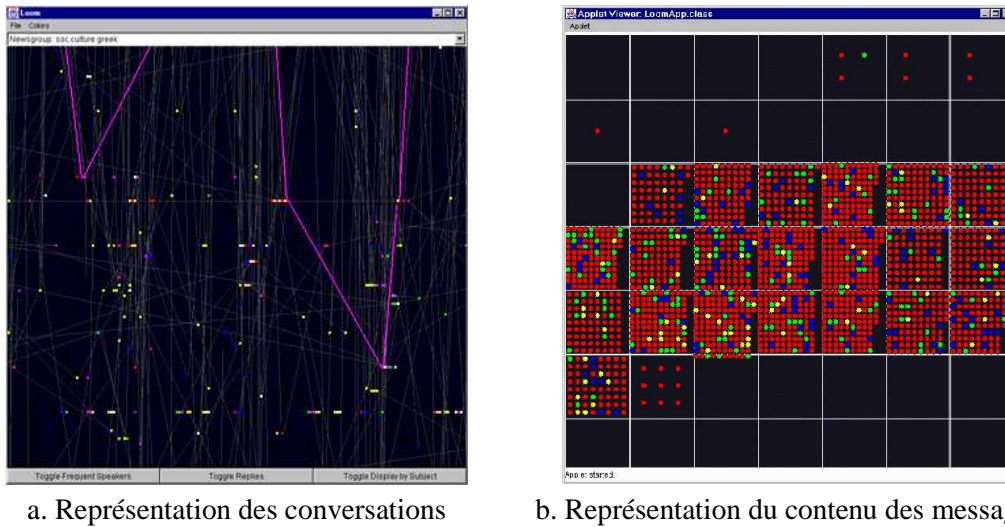 Loom
File Colors
Newsgroup: soc.culture.greek
Toggle Frequent Speakers Toggle Replies Toggle Display by Subject
a. Représentation des conversations
Applet Viewer: LoomApp.class
Applet
Applet started.
b. Représentation du contenu des messa